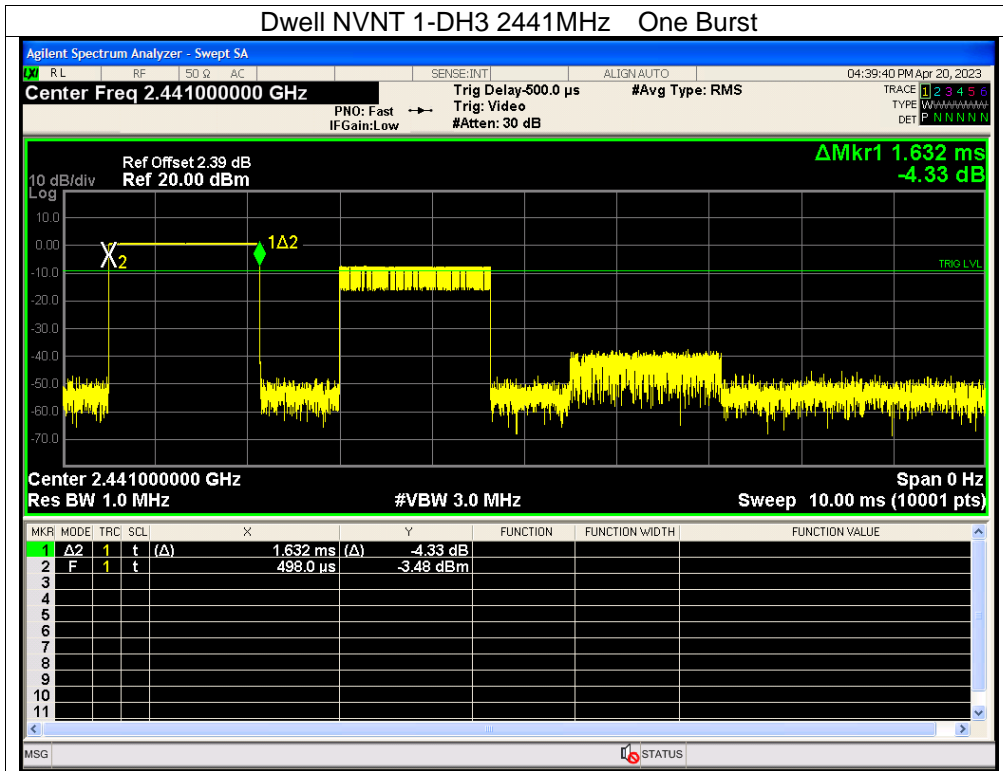 Dwell NVNT 1-DH3 2441MHz One Burst
Agilent Spectrum Analyzer - Swept SA
LXI RL RF 50 Ω AC SENSE:INT ALIGN AUTO 04:39:40 PM Apr 20, 2023
Center Freq 2.441000000 GHz
PNO: Fast
IFGain:Low
Trig Delay-500.0 µs
Trig: Video
#Atten: 30 dB
#Avg Type: RMS
TRACE 1 2 3 4 5 6
TYPE WWWWWW
DET P N N N N N
ΔMkr1 1.632 ms
-4.33 dB
Ref Offset 2.39 dB
10 dB/div Ref 20.00 dBm
Log
10.0
0.00
-10.0
-20.0
-30.0
-40.0
-50.0
-60.0
-70.0
X2
1Δ2
TRIG LVL
Center 2.441000000 GHz Span 0 Hz
Res BW 1.0 MHz #VBW 3.0 MHz Sweep 10.00 ms (10001 pts)
MKR MODE TRC SCL X Y FUNCTION FUNCTION WIDTH FUNCTION VALUE
1 Δ2 1 t (Δ) 1.632 ms (Δ) -4.33 dB
2 F 1 t 498.0 µs -3.48 dBm
3
4
5
6
7
8
9
10
11
MSG STATUS